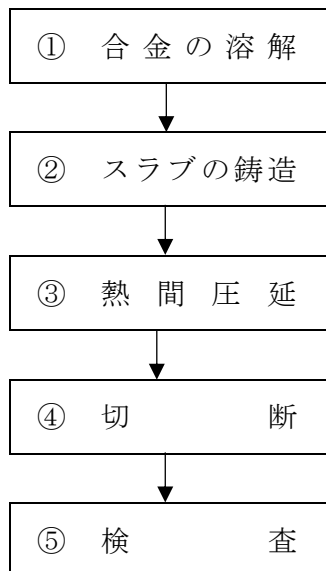 ① 合金の溶解
② スラブの鋳造
③ 熱間圧延
④ 切断
⑤ 検査